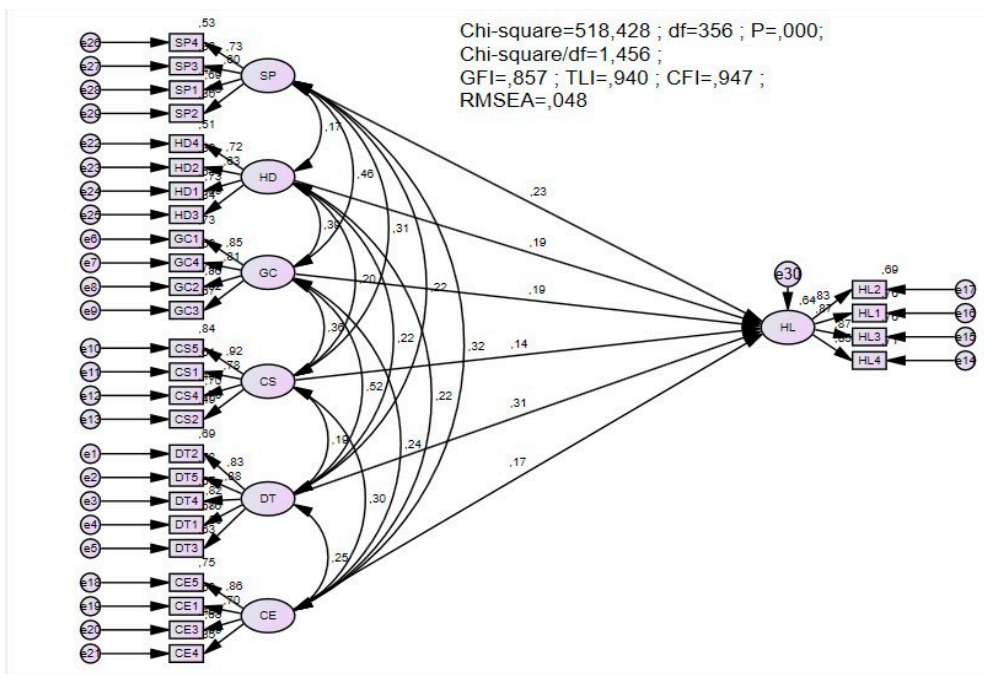 Chi-square=518,428 ; df=356 ; P=,000;
Chi-square/df=1,456 ;
GFI=,857 ; TLI=,940 ; CFI=,947 ;
RMSEA=,048
,53
e26 SP4 ,73
e27 SP3 ,80
e28 SP1
e29 SP2
SP
,17
,51
e22 HD4 ,72
e23 HD2 ,83
e24 HD1 ,73
e25 HD3
HD
,46
,23
,73
e6 GC1 ,85
e7 GC4 ,81
e8 GC2
e9 GC3
GC
,38
,31
,19
,20
,22
,19
e30
,64
HL
,69
,83 HL2 e17
,87 HL1 e16
,87 HL3 e15
HL4 e14
,84
e10 CS5 ,92
e11 CS1 ,78
e12 CS4 ,70
e13 CS2
CS
,36
,22
,32
,14
,52
,22
,31
,69
e1 DT2 ,83
e2 DT5 ,88
e3 DT4 ,82
e4 DT1
e5 DT3
DT
,19
,24
,17
,30
,75
e18 CE5 ,86
e19 CE1 ,70
e20 CE3
e21 CE4
CE
,25